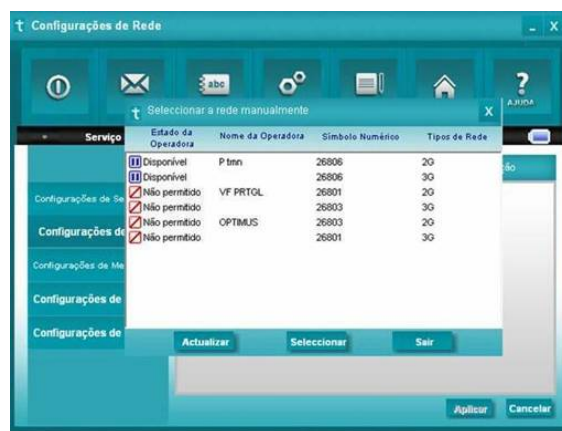 t Configurações de Rede
abc
AJUDA
t Seleccionar a rede manualmente
Serviço
Estado da Operadora Nome da Operadora Símbolo Numérico Tipos de Rede
Disponível P tmn 26806 2G
Disponível 26806 3G
Não permitido VF PRTGL 26801 2G
Não permitido 26803 3G
Não permitido OPTIMUS 26803 2G
Não permitido 26801 3G
Configurações de Se
Configurações de
Configurações de Me
Configurações de
Configurações de
Actualizar Seleccionar Sair
Aplicar Cancelar